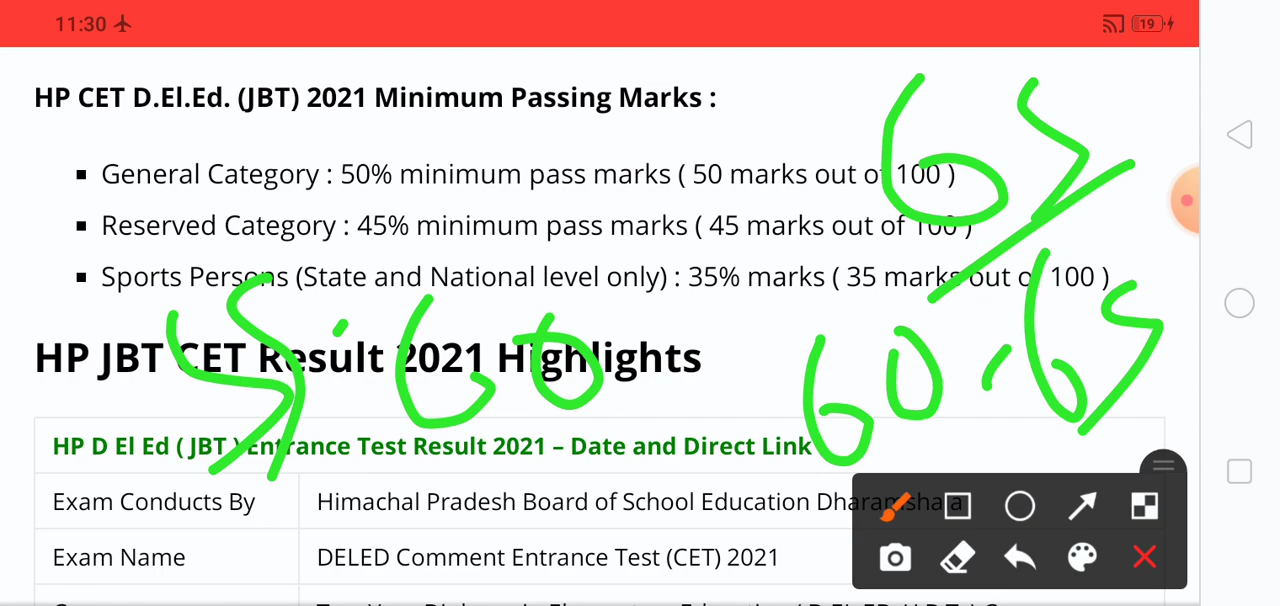 11:30
19
HP CET D.El.Ed. (JBT) 2021 Minimum Passing Marks :
▪ General Category : 50% minimum pass marks ( 50 marks out of 100 )
▪ Reserved Category : 45% minimum pass marks ( 45 marks out of 100 )
▪ Sports Persons (State and National level only) : 35% marks ( 35 marks out of 100 )
65
60.65
60
HP JBT CET Result 2021 Highlights
HP D El Ed ( JBT ) Entrance Test Result 2021 – Date and Direct Link
Exam Conducts By Himachal Pradesh Board of School Education Dharamshala
Exam Name DELED Comment Entrance Test (CET) 2021